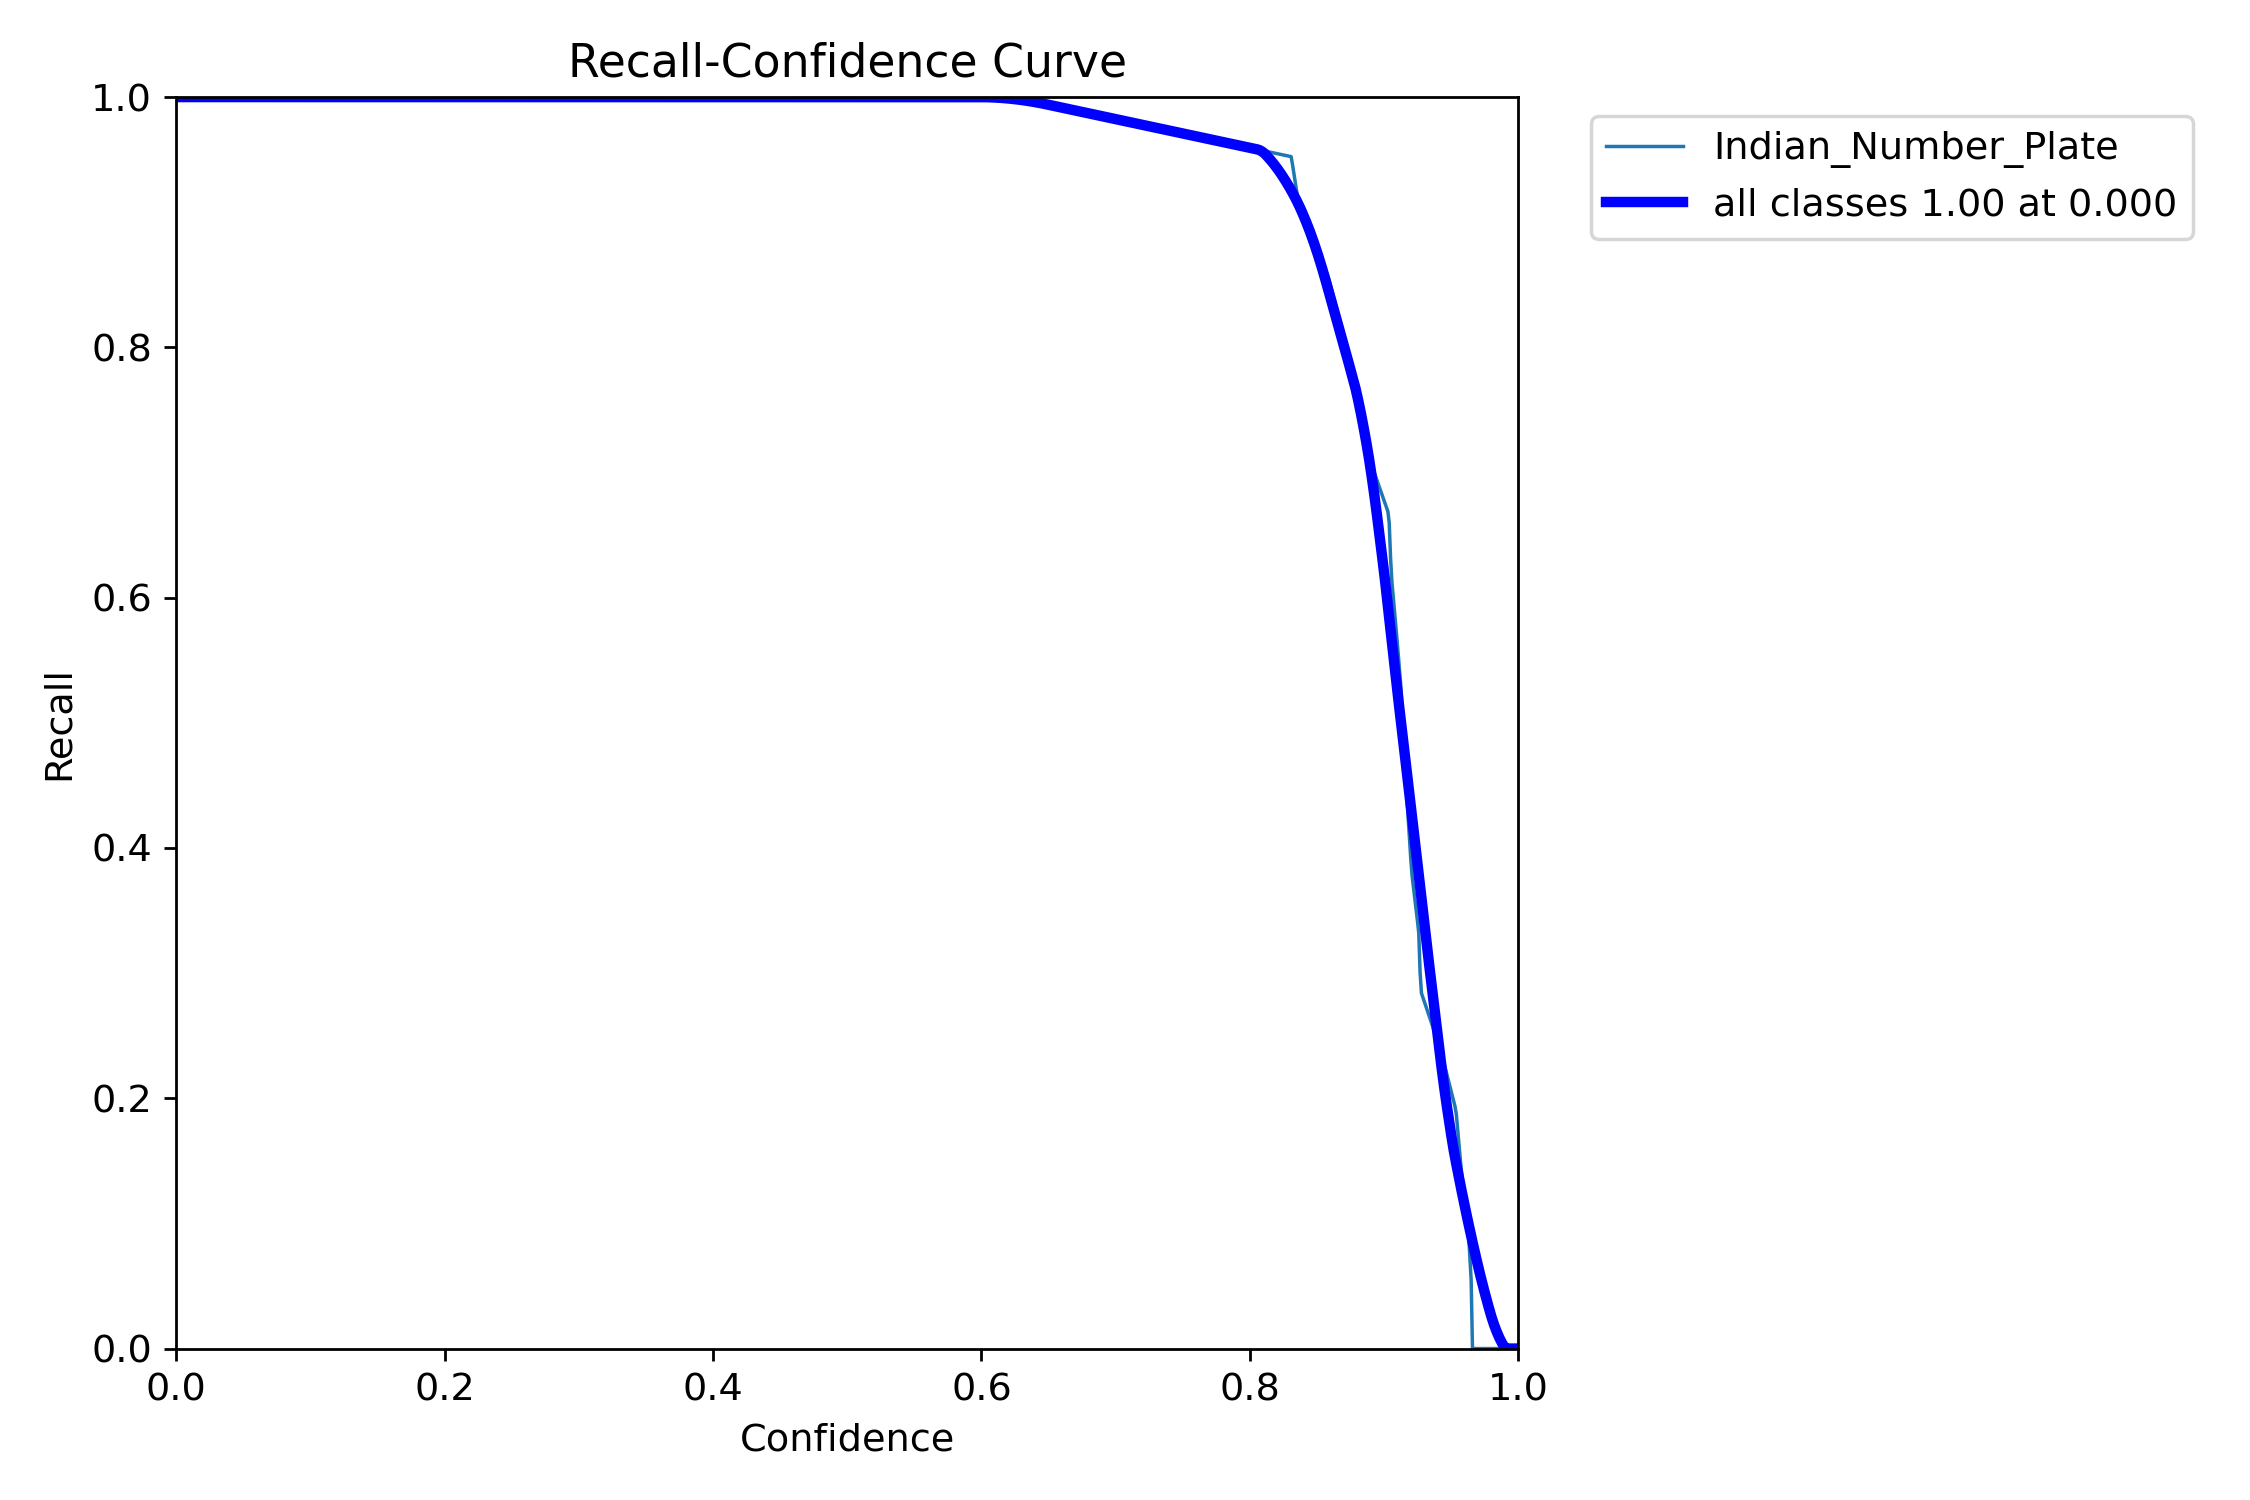 Recall-Confidence Curve
Indian_Number_Plate
all classes 1.00 at 0.000
1.0
0.8
0.6
0.4
0.2
0.0
Recall
0.0 0.2 0.4 0.6 0.8 1.0
Confidence